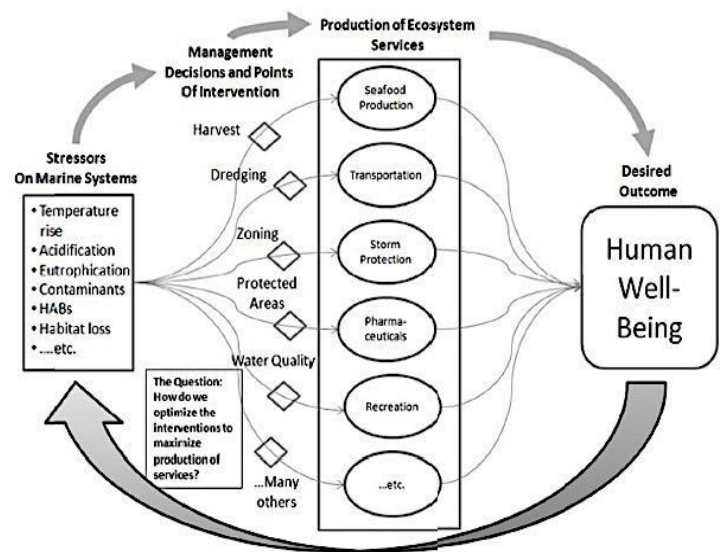 Production of Ecosystem
Services
Management
Decisions and Points
Of Intervention
Stressors
On Marine Systems
• Temperature
rise
• Acidification
• Eutrophication
• Contaminants
• HABs
• Habitat loss
• ....etc.
Harvest
Dredging
Zoning
Protected
Areas
Water Quality
...Many
others
The Question:
How do we
optimize the
interventions to
maximize
production of
services?
Seafood
Production
Transportation
Storm
Protection
Pharma-
ceuticals
Recreation
...etc.
Desired
Outcome
Human
Well-
Being